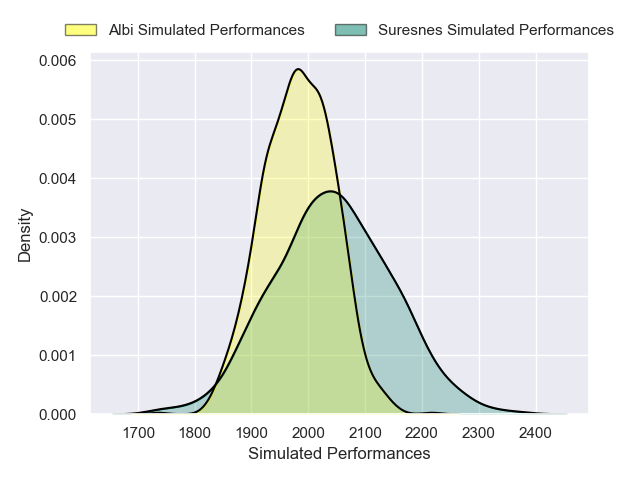 Albi Simulated Performances
Suresnes Simulated Performances
0.006
0.005
0.004
0.003
0.002
0.001
0.000
Density
1700 1800 1900 2000 2100 2200 2300 2400
Simulated Performances